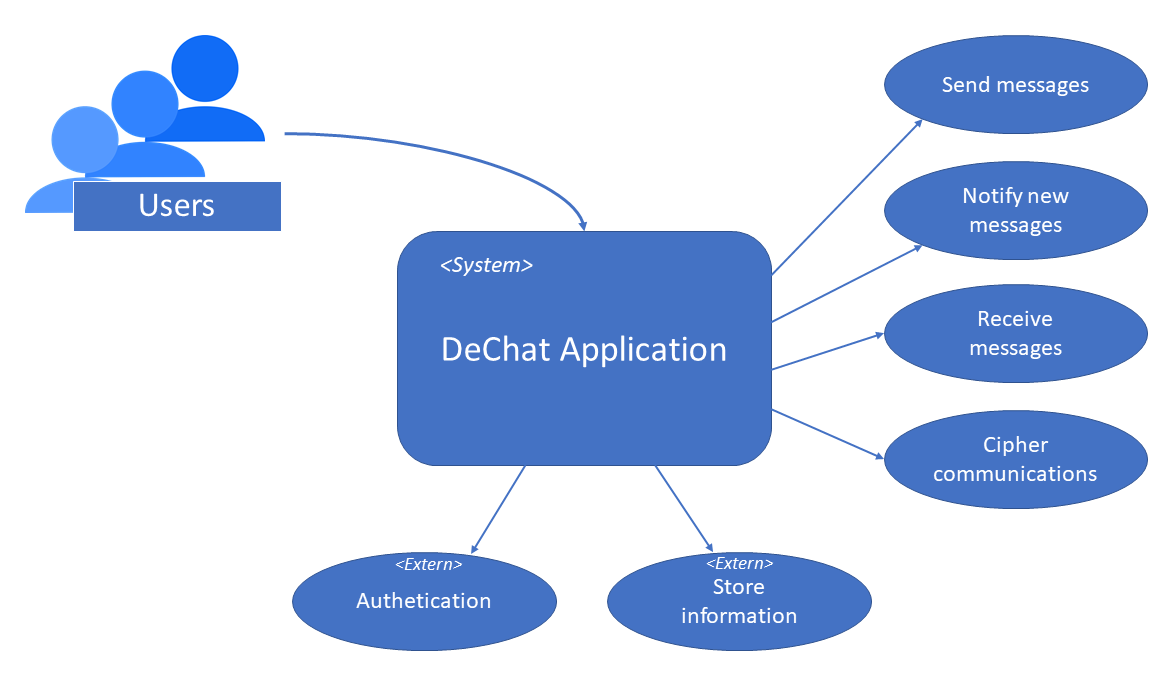 Users
<System>
DeChat Application
Send messages
Notify new
messages
Receive
messages
Cipher
communications
<Extern>
Authetication
<Extern>
Store
information